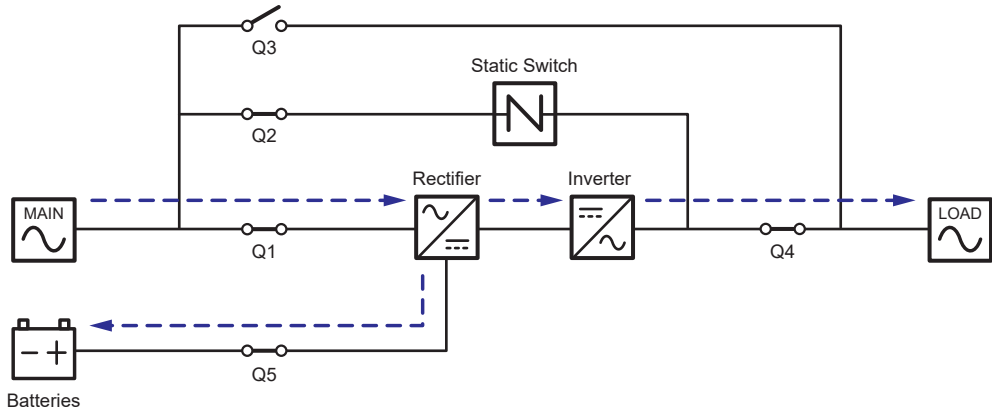 Q3
Static Switch
Q2
Rectifier
Inverter
MAIN
LOAD
Q1
Q4
Q5
Batteries